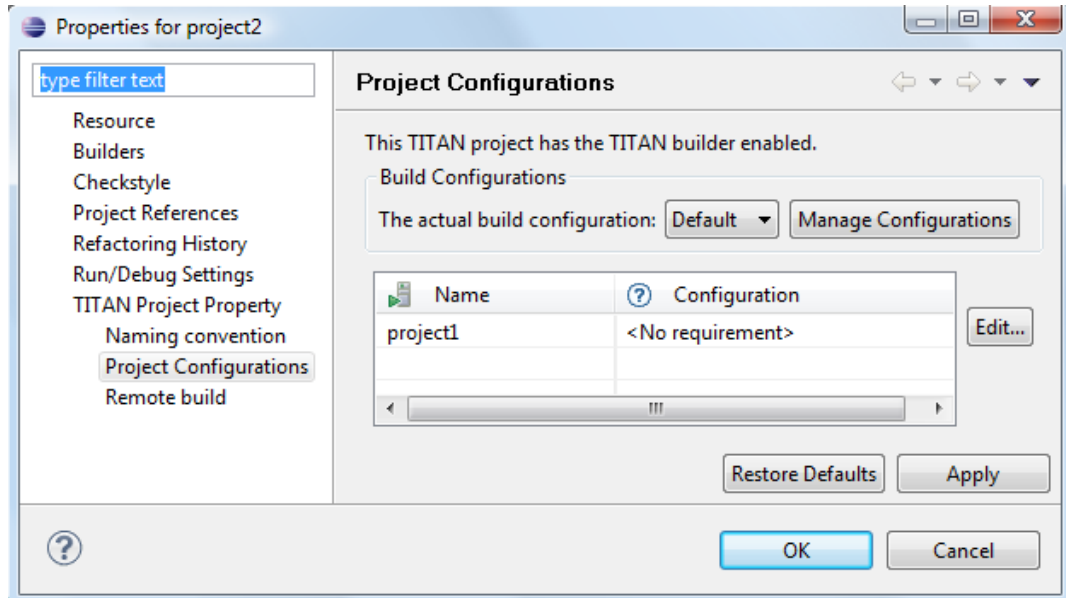 Properties for project2
type filter text
Resource
Builders
Checkstyle
Project References
Refactoring History
Run/Debug Settings
TITAN Project Property
Naming convention
Project Configurations
Remote build
Project Configurations
This TITAN project has the TITAN builder enabled.
Build Configurations
The actual build configuration: Default Manage Configurations
Name Configuration
project1 <No requirement>
Edit...
Restore Defaults Apply
OK Cancel